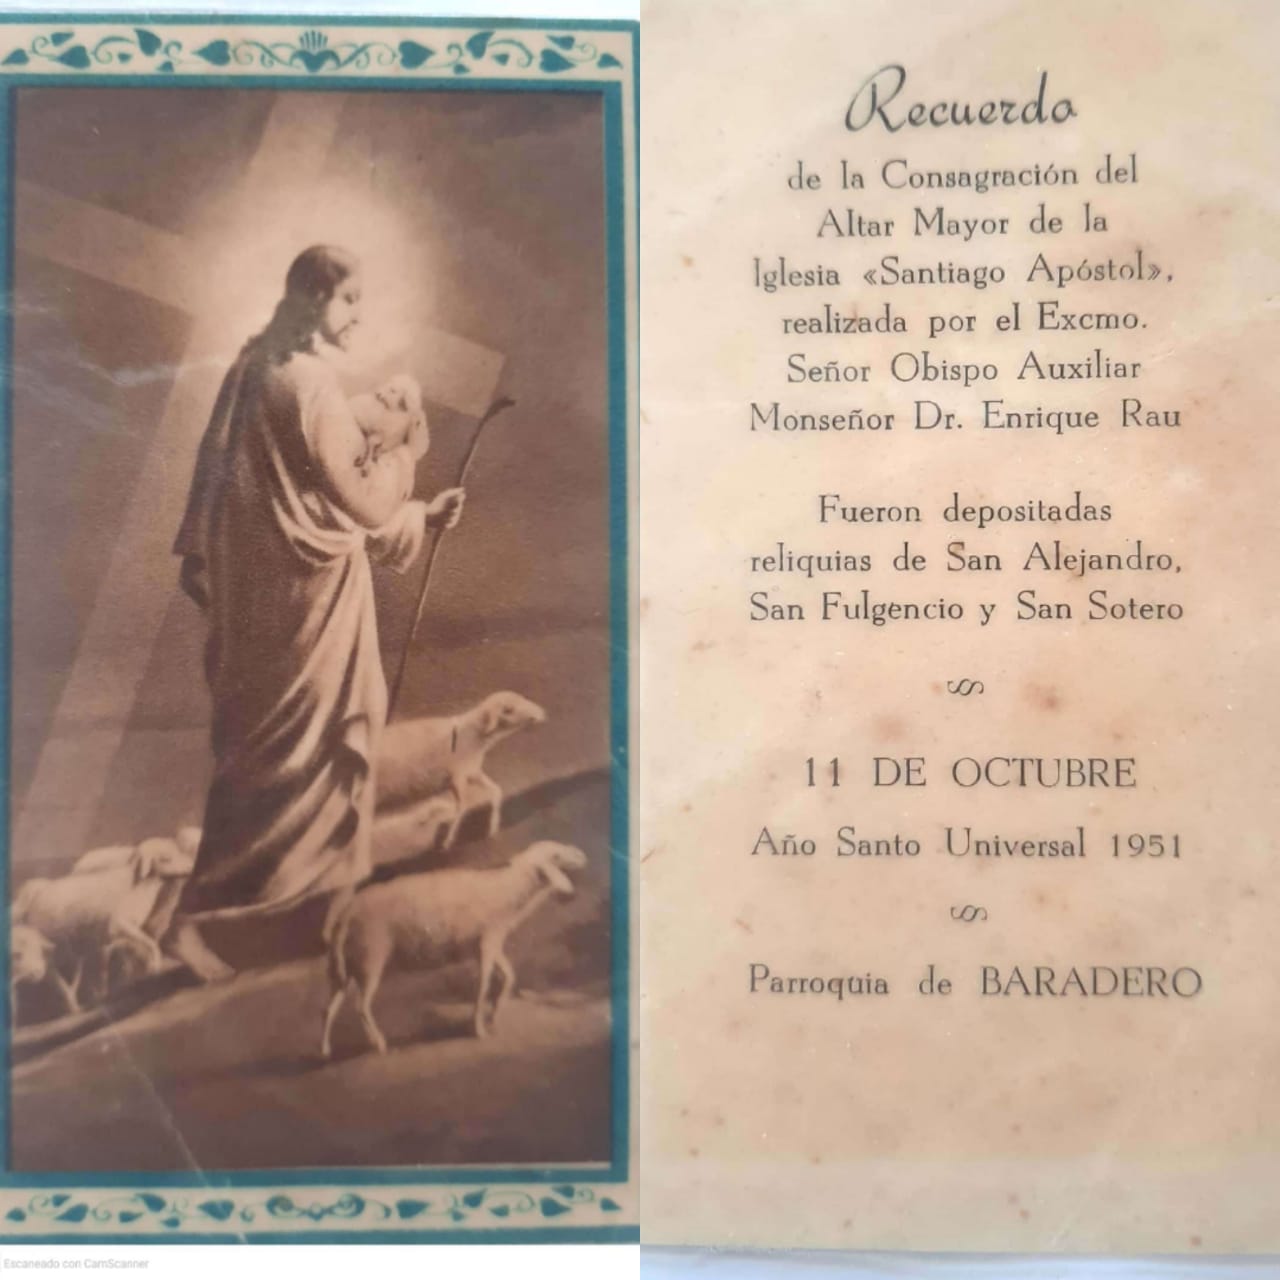 Recuerdo
de la Consagración del
Altar Mayor de la
Iglesia «Santiago Apóstol»,
realizada por el Excmo.
Señor Obispo Auxiliar
Monseñor Dr. Enrique Rau
Fueron depositadas
reliquias de San Alejandro,
San Fulgencio y San Sotero
11 DE OCTUBRE
Año Santo Universal 1951
Parroquia de BARADERO
Escaneado con CamScanner